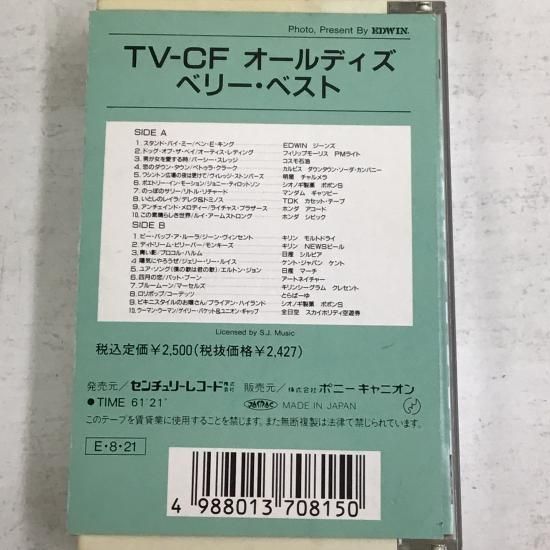 Photo, Present By EDWIN.
TV-CF オールディズ
ベリー・ベスト
SIDE A
1. スタンド・バイ・ミー/ベン・E・キング EDWIN ジーンズ
2. ドッグ・オブ・ザ・ベイ/オーティス・レディング フィリップモーリス PMライト
3. 男が女を愛する時/パーシー・スレッジ コスモ石油
4. 恋のダウン・タウン/ペトゥラ・クラーク カルピス ダウンタウン・ソーダ・カンパニー
5. ワシントン広場の夜は更けて/ヴィレッジ・ストンパーズ 明星 チャルメラ
6. ポエトリー・イン・モーション/ジョニー・ティロットソン シオノギ製薬 ポポンS
7. のっぽのサリー/リトル・リチャード マンダム ギャツビー
8. いとしのレイラ/デレク&ドミノス TDK カセット・テープ
9. アンチェインド・メロディー/ライチャス・ブラザース ホンダ アコード
10. この素晴らしき世界/ルイ・アームストロング ホンダ シビック
SIDE B
1. ビー・バップ・ア・ルーラ/ジーン・ヴィンセント キリン モルトドライ
2. デイドリーム・ビリーバー/モンキーズ キリン NEWSビール
3. 青い影/プロコル・ハルム 日産 シルビア
4. 陽気にやろうぜ/ジェリー・リー・ルイス ケント・ジャパン ケント
5. ユア・ソング(僕の歌は君の歌)/エルトン・ジョン 日産 マーチ
6. 四月の恋/パット・ブーン アートネイチャー
7. ブルームーン/マーセルズ キリンシーグラム クレセント
8. ロリポップ/コーデッツ とらばーゆ
9. ビキニスタイルのお嬢さん/ブライアン・ハイランド シオノギ製薬 ポポンS
10. ウーマン・ウーマン/ゲイリー・パケット&ユニオン・ギャップ 全日空 スカイホリディ空遊券
Licensed by S.J. Music
税込定価¥2,500(税抜価格¥2,427)
発売元/センチュリーレコード株式会社 販売元/株式会社 ポニー キャニオン
●TIME 61'21" JASRAC MADE IN JAPAN
このテープを賃貸業に使用することを禁じます。また無断複製は法律で禁じられています。
E・8・21
4 988013 708150